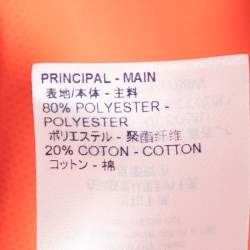 PRINCIPAL - MAIN
表地/本体 - 主料
80% POLYESTER -
POLYESTER
ポリエステル - 聚酯纤维
20% COTON - COTTON
コットン - 棉